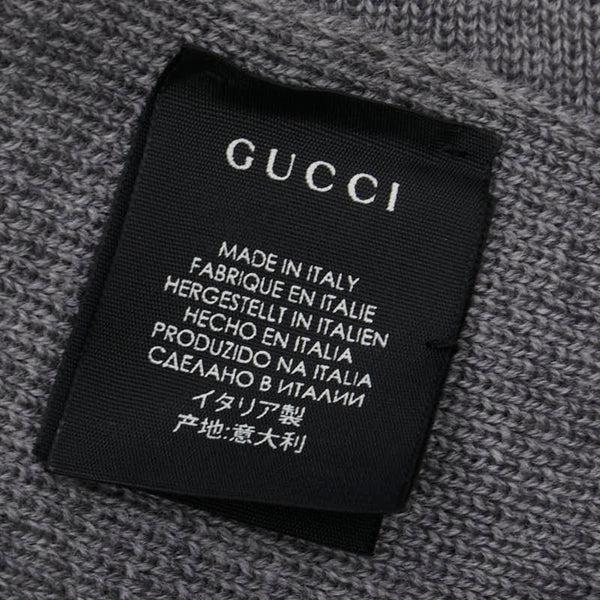 GUCCI
MADE IN ITALY
FABRIQUE EN ITALIE
HERGESTELLT IN ITALIEN
HECHO EN ITALIA
PRODUZIDO NA ITALIA
СДЕЛАНО В ИТАЛИИ
イタリア製
产地:意大利